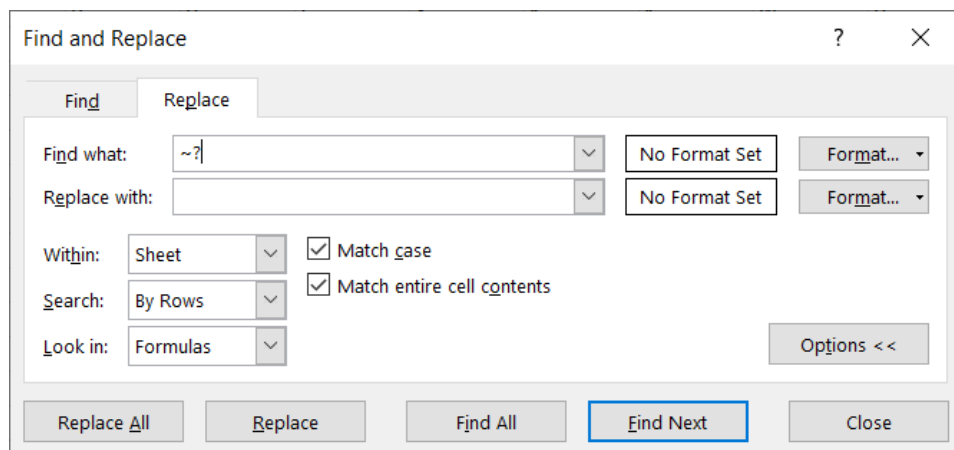 Find and Replace ?
Find Replace
Find what: ~? No Format Set Format...
Replace with: No Format Set Format...
Within: Sheet Match case
Search: By Rows Match entire cell contents
Look in: Formulas Options <<
Replace All Replace Find All Find Next Close